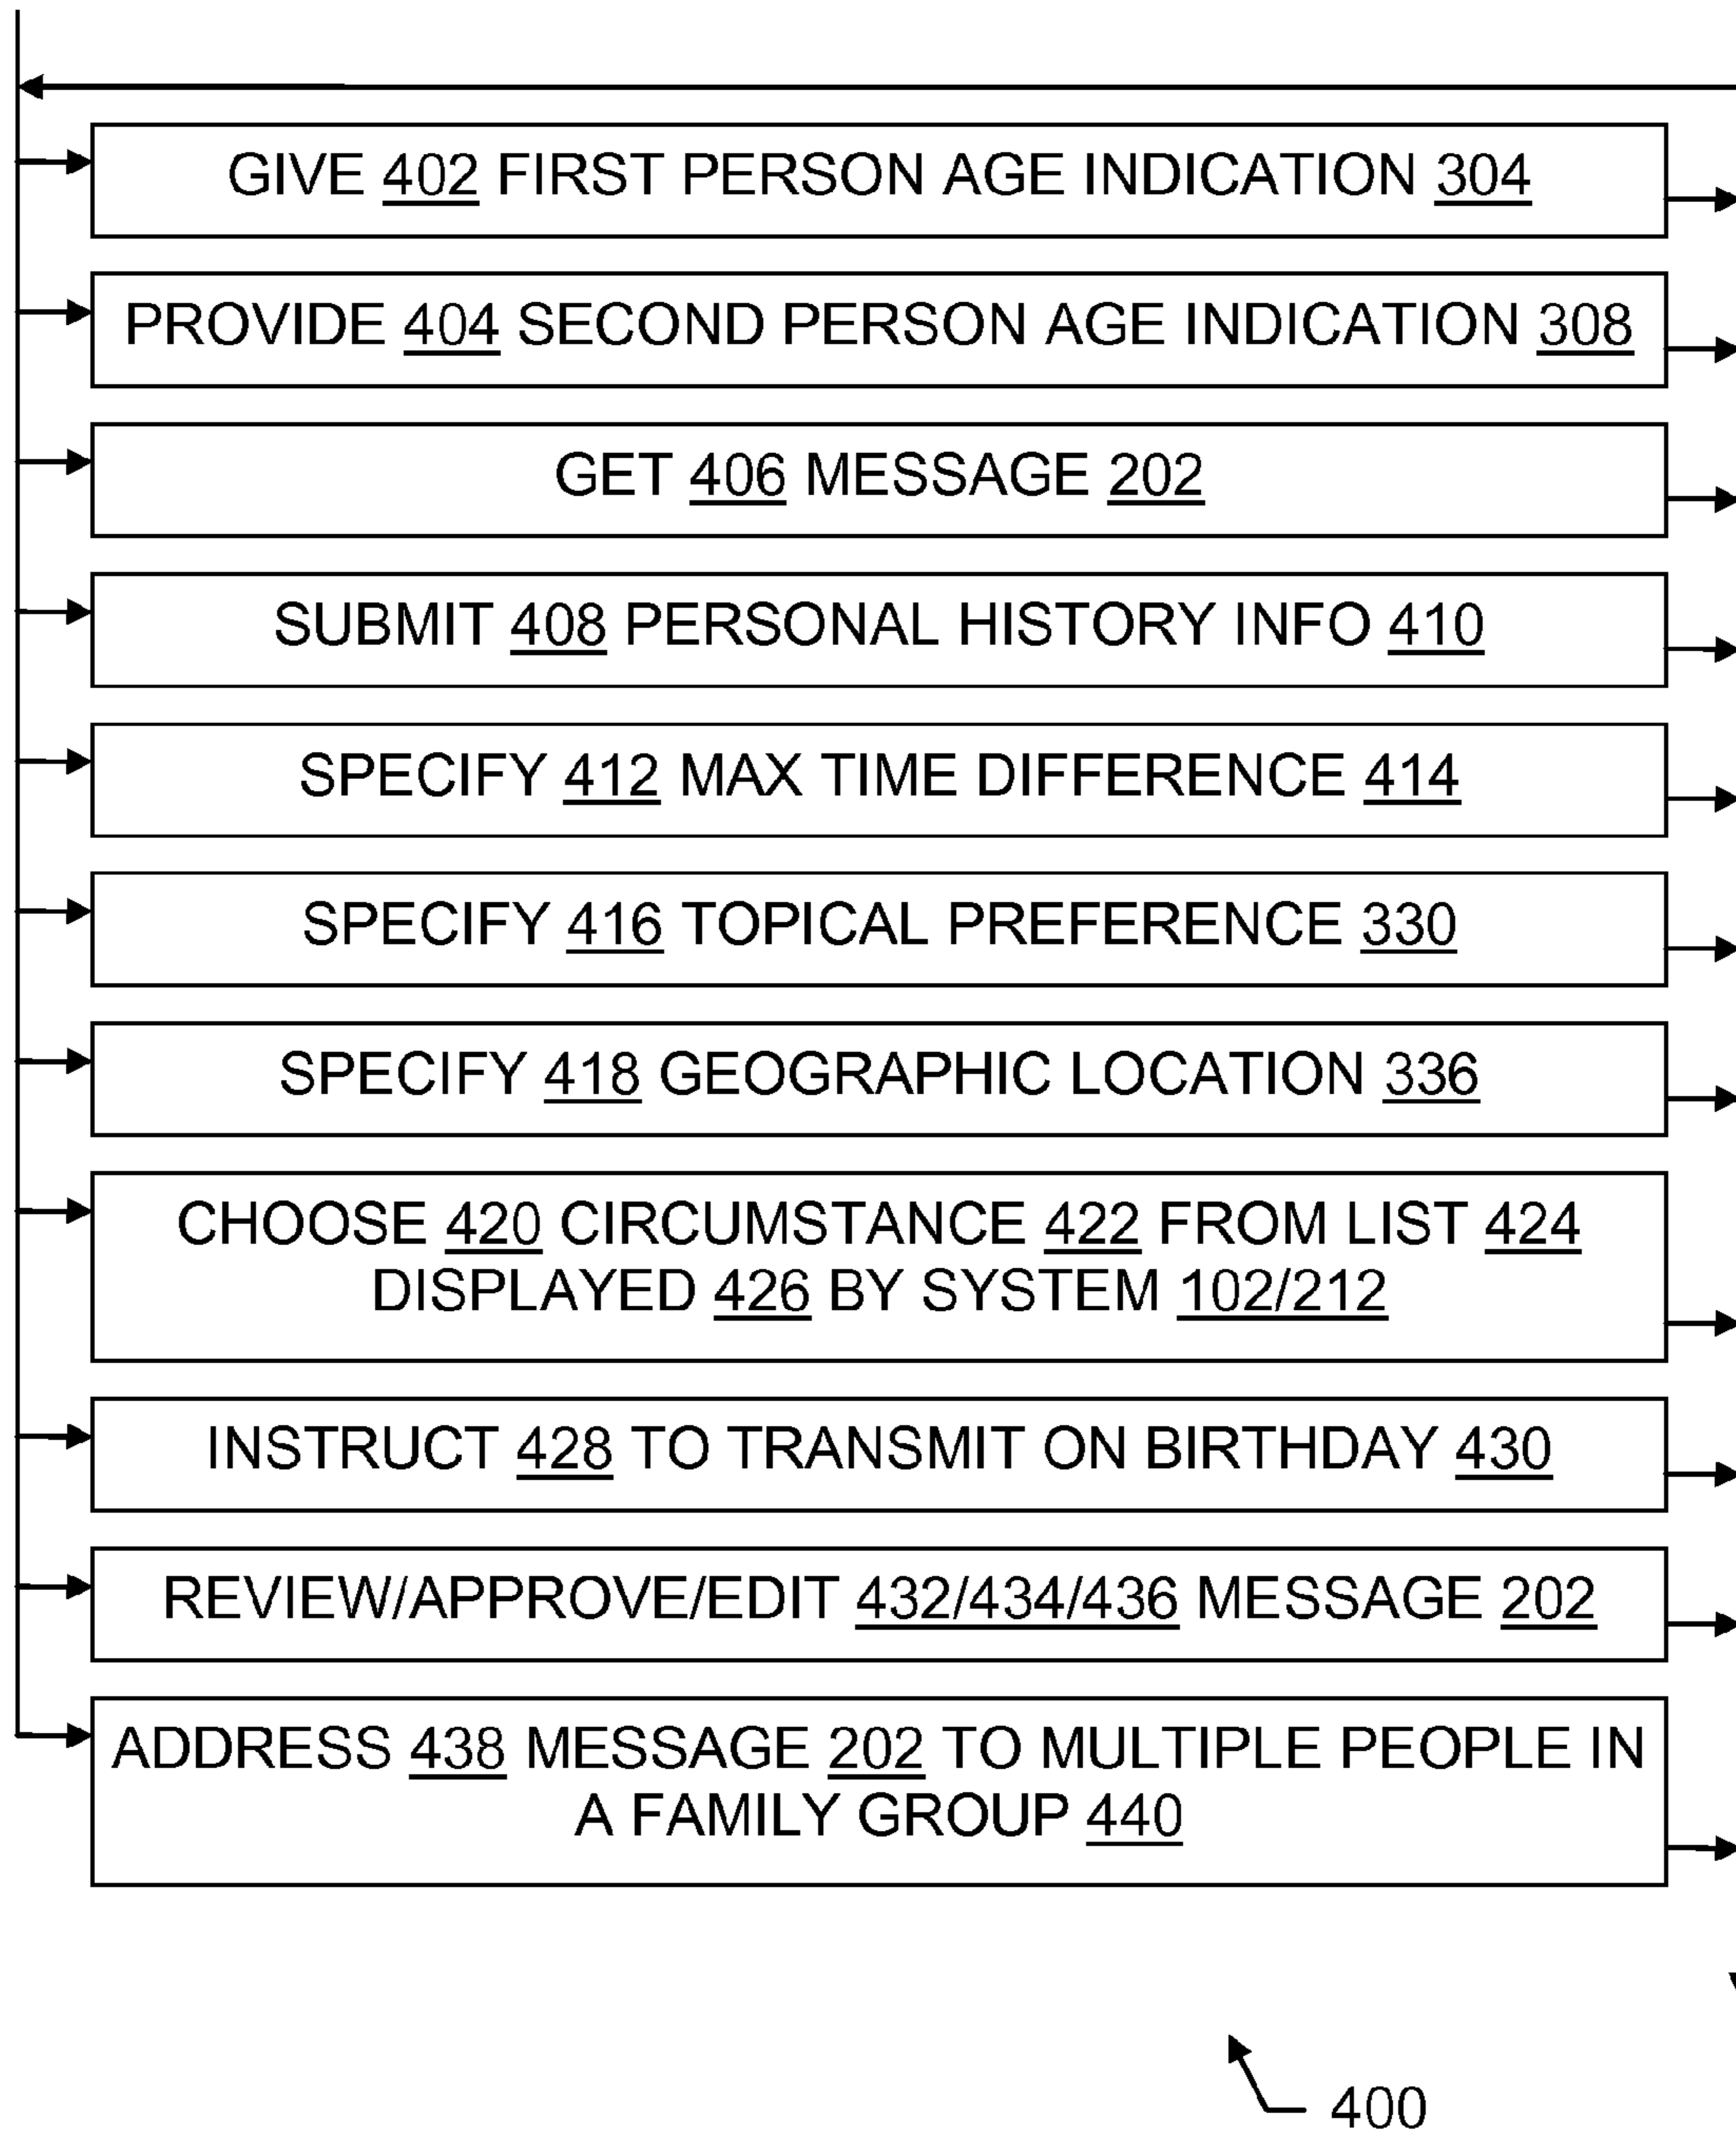 GIVE 402 FIRST PERSON AGE INDICATION 304
PROVIDE 404 SECOND PERSON AGE INDICATION 308
GET 406 MESSAGE 202
SUBMIT 408 PERSONAL HISTORY INFO 410
SPECIFY 412 MAX TIME DIFFERENCE 414
SPECIFY 416 TOPICAL PREFERENCE 330
SPECIFY 418 GEOGRAPHIC LOCATION 336
CHOOSE 420 CIRCUMSTANCE 422 FROM LIST 424
DISPLAYED 426 BY SYSTEM 102/212
INSTRUCT 428 TO TRANSMIT ON BIRTHDAY 430
REVIEW/APPROVE/EDIT 432/434/436 MESSAGE 202
ADDRESS 438 MESSAGE 202 TO MULTIPLE PEOPLE IN
A FAMILY GROUP 440
400